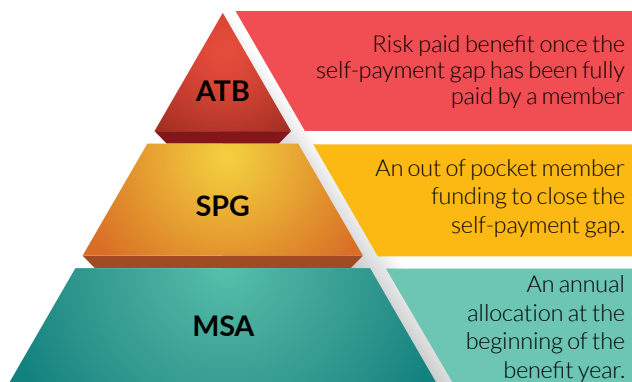 ATB
Risk paid benefit once the
self-payment gap has been fully
paid by a member
SPG
An out of pocket member
funding to close the
self-payment gap.
MSA
An annual
allocation at the
beginning of the
benefit year.